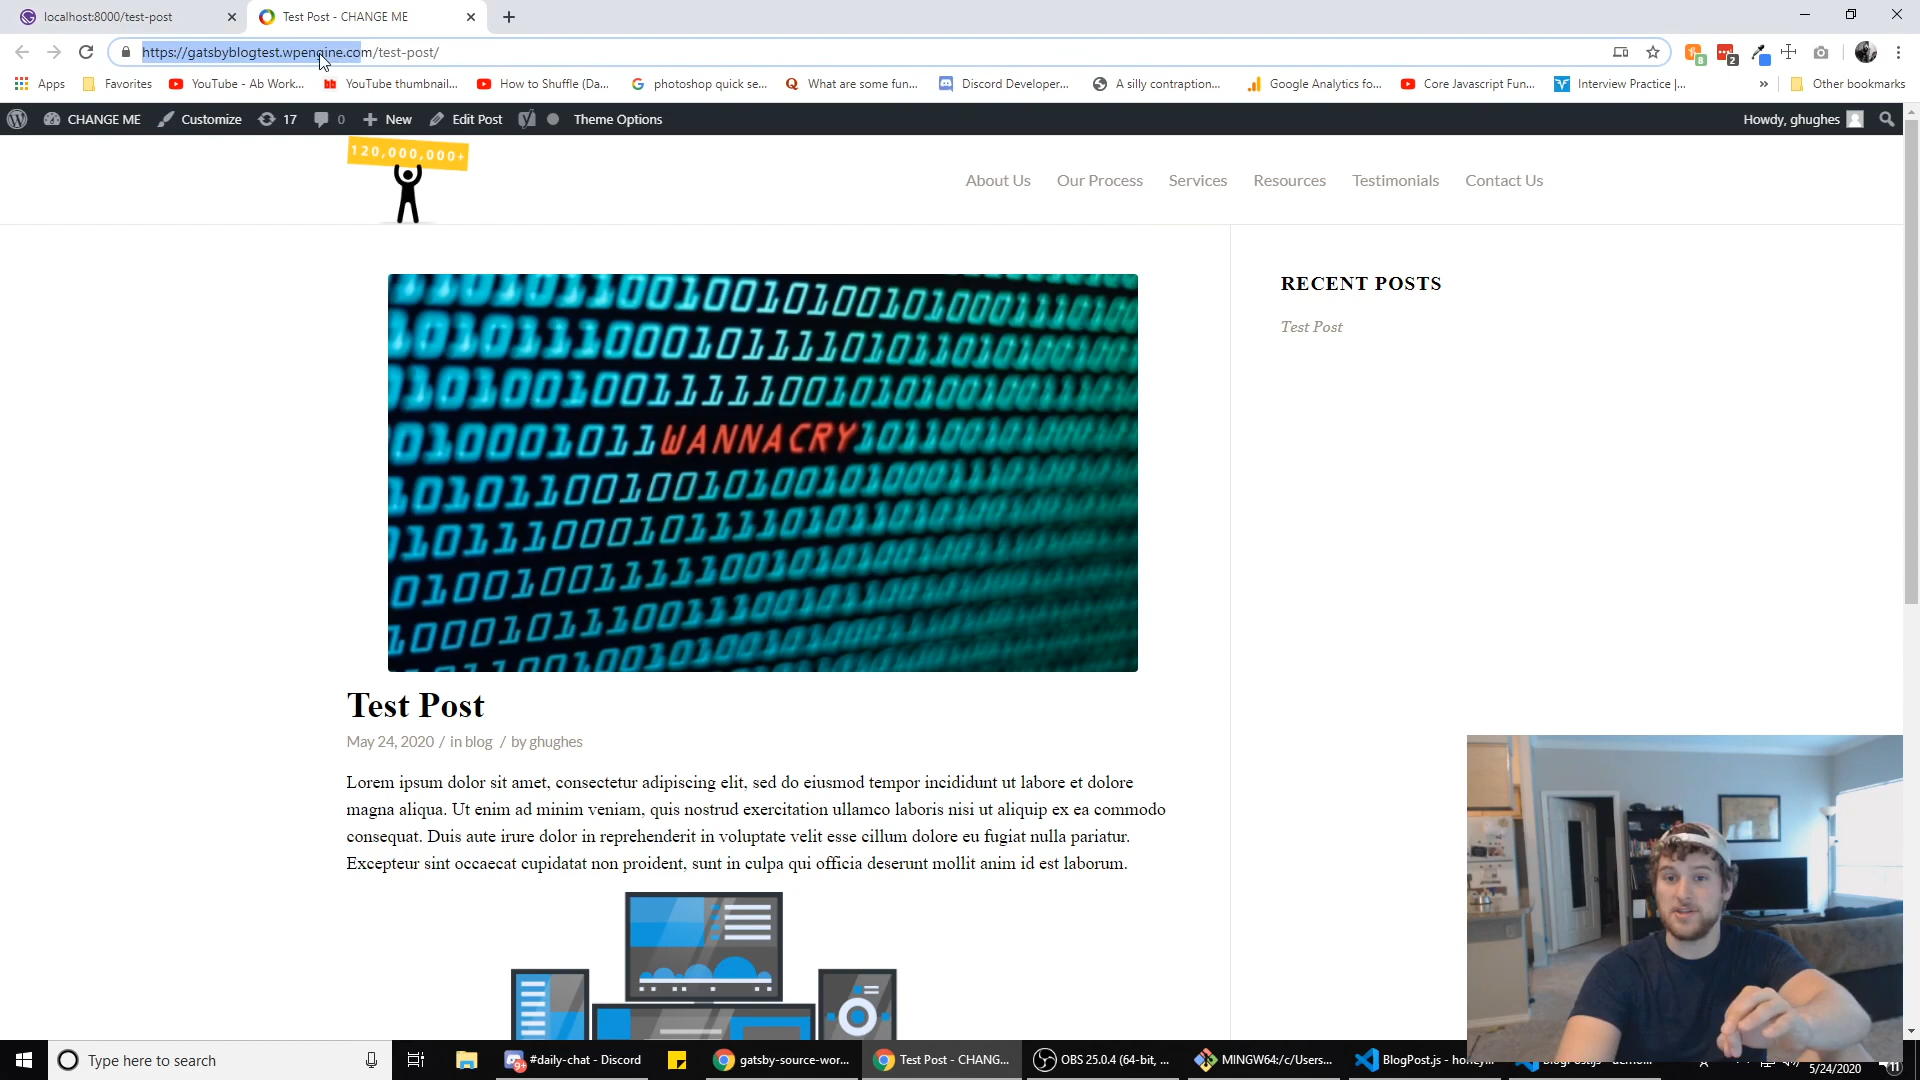 localhost:8000/test-post
Test Post - CHANGE ME
https://gatsbyblogtest.wpengine.com/test-post/
8
2
Apps
Favorites
YouTube - Ab Work...
YouTube thumbnail...
How to Shuffle (Da...
photoshop quick se...
What are some fun...
Discord Developer...
A silly contraption...
Google Analytics fo...
Core Javascript Fun...
Interview Practice |...
»
Other bookmarks
CHANGE ME
Customize
17
0
New
Edit Post
Theme Options
Howdy, ghughes
120,000,000+
About Us
Our Process
Services
Resources
Testimonials
Contact Us
WANNACRY
RECENT POSTS
Test Post
Test Post
May 24, 2020 / in blog / by ghughes
Lorem ipsum dolor sit amet, consectetur adipiscing elit, sed do eiusmod tempor incididunt ut labore et dolore
magna aliqua. Ut enim ad minim veniam, quis nostrud exercitation ullamco laboris nisi ut aliquip ex ea commodo
consequat. Duis aute irure dolor in reprehenderit in voluptate velit esse cillum dolore eu fugiat nulla pariatur.
Excepteur sint occaecat cupidatat non proident, sunt in culpa qui officia deserunt mollit anim id est laborum.
Type here to search
9+
#daily-chat - Discord
gatsby-source-wor...
Test Post - CHANG...
OBS 25.0.4 (64-bit, ...
MINGW64:/c/Users...
BlogPost.js - honey...
5/24/2020
11